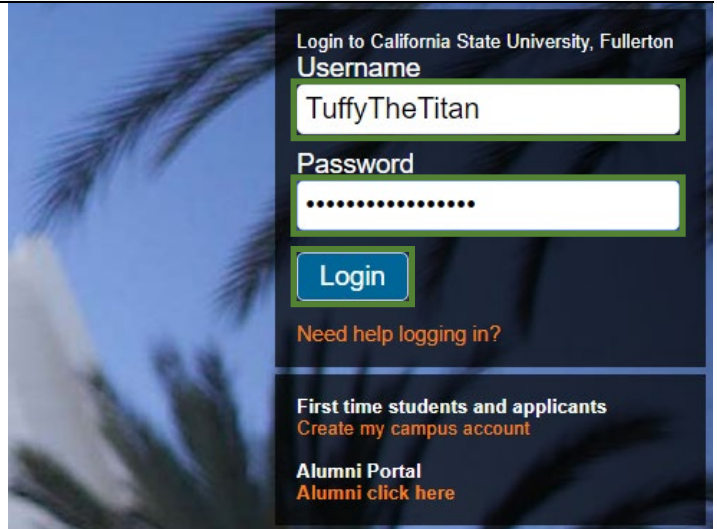 Login to California State University, Fullerton
Username
TuffyTheTitan
Password
•••••••••••••••••
Login
Need help logging in?
First time students and applicants
Create my campus account
Alumni Portal
Alumni click here